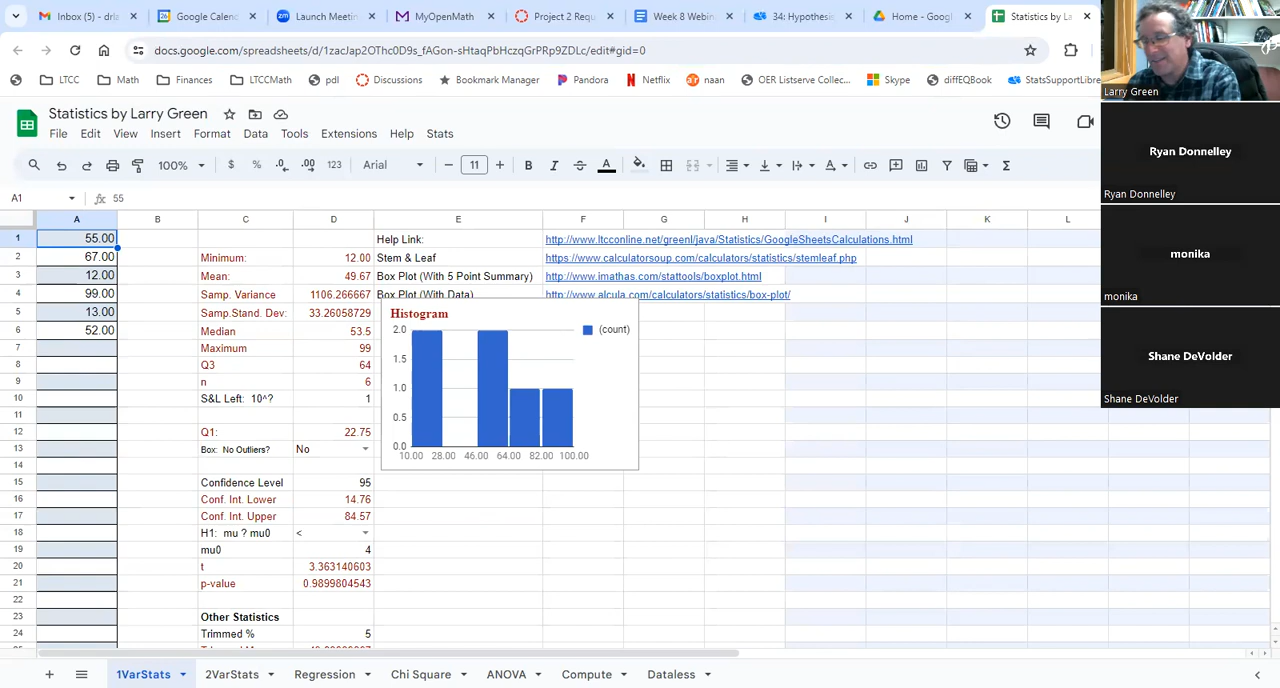 Inbox (5) - dria
Google Calend
Launch Meetin
MyOpenMath
Project 2 Requ
Week 8 Webin
34: Hypothes
Home - Googl
Statistics by La
docs.google.com/spreadsheets/d/1zacJap2OThcuD9s_fAGon-sHtaOPbHzqGrPRp9ZDLc/edit#gid=0
LTCC
Math
Finances
LTCCMath
pdl
Discussions
Bookmark Manager
Pandora
Netflix
naan
OER Listserve Collec...
Skype
diffEQBook
StatsSupportLibre
Statistics by Larry Green
File Edit View Insert Format Data Tools Extensions Help Stats
100% $ % .0 .00 123 Arial 11
A1 55
A B C D E F G H I J K L
1 55.00 Help Link: http://www.ltcconline.net/greenl/java/Statistics/GoogleSheetsCalculations.html
2 67.00 Minimum: 12.00 Stem & Leaf https://www.calculatorsoup.com/calculators/statistics/stemleaf.php
3 12.00 Mean: 49.67 Box Plot (With 5 Point Summary) http://www.imathas.com/stattools/boxplot.html
4 99.00 Samp. Variance 1106.266667 Box Plot (With Data) http://www.alcula.com/calculators/statistics/box-plot/
5 13.00 Samp.Stand. Dev: 33.26058729
6 52.00 Median 53.5
7 Maximum 99
8 Q3 64
9 n 6
10 S&L Left: 10^? 1
11
12 Q1: 22.75
13 Box: No Outliers? No
14
15 Confidence Level 95
16 Conf. Int. Lower 14.76
17 Conf. Int. Upper 84.57
18 H1: mu ? mu0 <
19 mu0 4
20 t 3.363140603
21 p-value 0.9899804543
22
23 Other Statistics
24 Trimmed % 5
Histogram
2.0
1.5
1.0
0.5
0.0
10.00 28.00 46.00 64.00 82.00 100.00
(count)
1VarStats 2VarStats Regression Chi Square ANOVA Compute Dataless
Larry Green
Ryan Donnelley
Ryan Donnelley
monika
monika
Shane DeVolder
Shane DeVolder